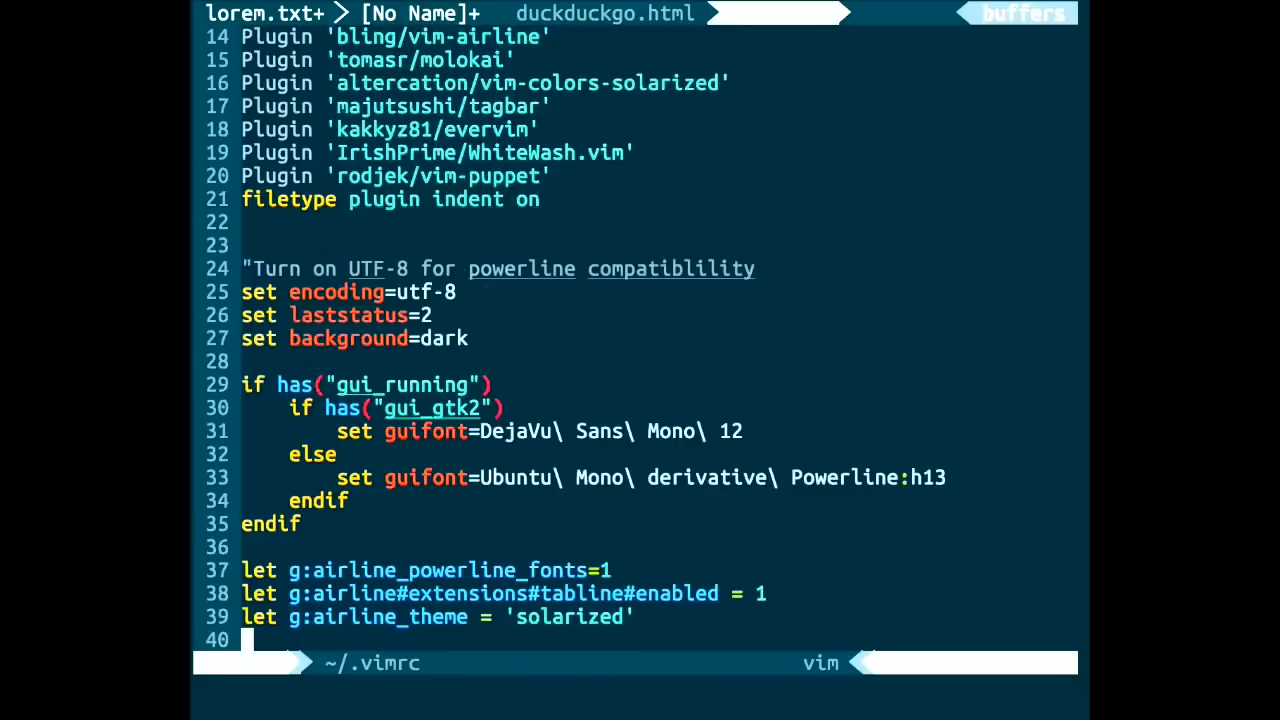 lorem.txt+ > [No Name]+ duckduckgo.html buffers
14 Plugin 'bling/vim-airline'
15 Plugin 'tomasr/molokai'
16 Plugin 'altercation/vim-colors-solarized'
17 Plugin 'majutsushi/tagbar'
18 Plugin 'kakkyz81/evervim'
19 Plugin 'IrishPrime/WhiteWash.vim'
20 Plugin 'rodjek/vim-puppet'
21 filetype plugin indent on
22
23
24 "Turn on UTF-8 for powerline compatiblility
25 set encoding=utf-8
26 set laststatus=2
27 set background=dark
28
29 if has("gui_running")
30     if has("gui_gtk2")
31         set guifont=DejaVu\ Sans\ Mono\ 12
32     else
33         set guifont=Ubuntu\ Mono\ derivative\ Powerline:h13
34     endif
35 endif
36
37 let g:airline_powerline_fonts=1
38 let g:airline#extensions#tabline#enabled = 1
39 let g:airline_theme = 'solarized'
40
~/.vimrc vim